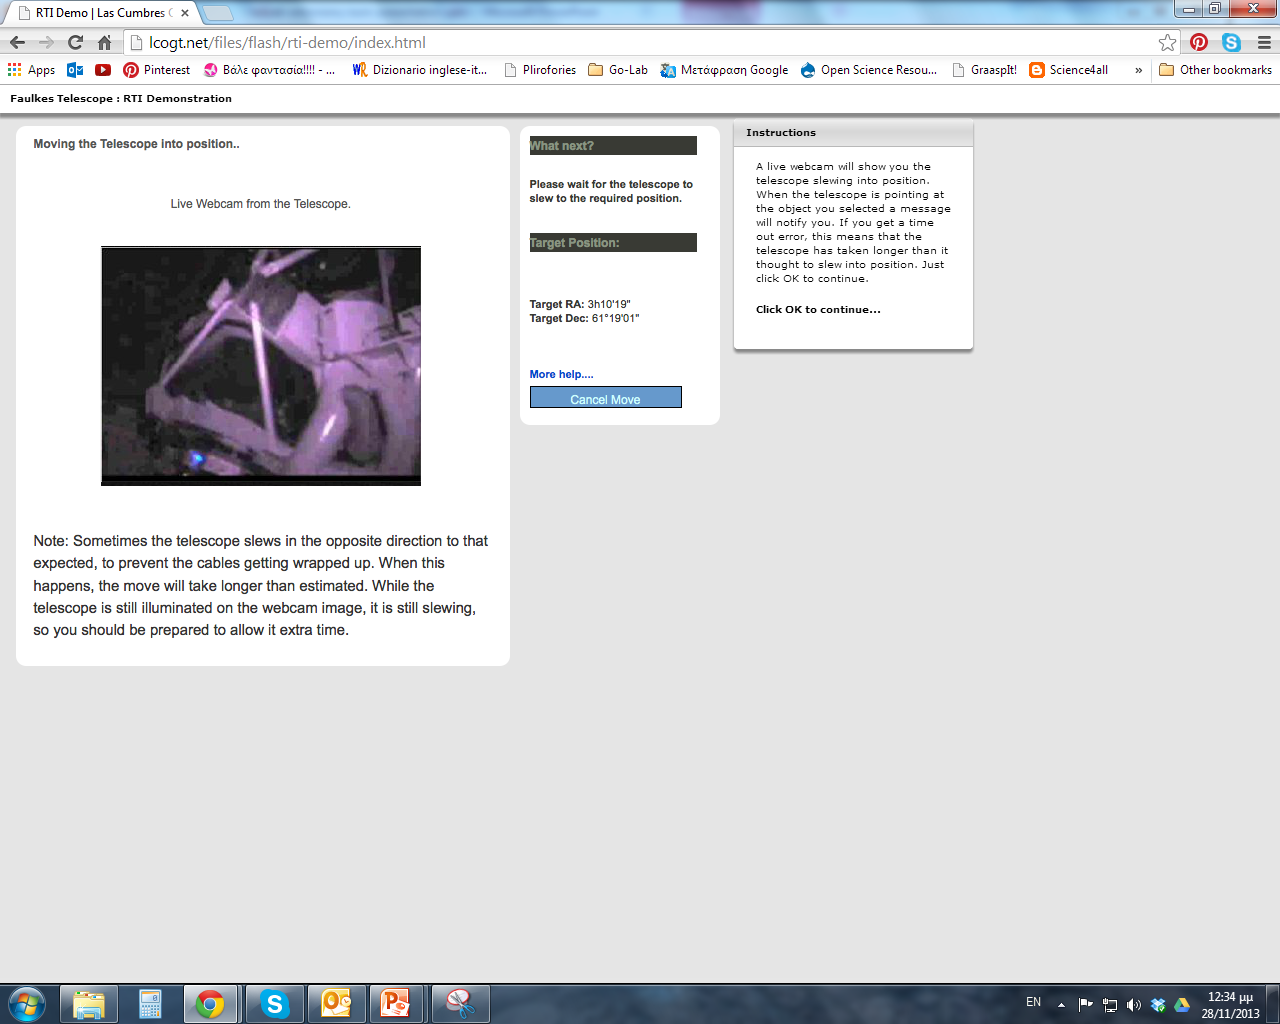 RTI Demo | Las Cumbres
lcogt.net/files/flash/rti-demo/index.html
Apps
Pinterest
Βάλε φαντασία!!!! - ...
Dizionario inglese-it...
Plirofories
Go-Lab
Μετάφραση Google
Open Science Resou...
GraaspIt!
Science4all
»
Other bookmarks
Faulkes Telescope : RTI Demonstration
Moving the Telescope into position..
Live Webcam from the Telescope.
Note: Sometimes the telescope slews in the opposite direction to that
expected, to prevent the cables getting wrapped up. When this
happens, the move will take longer than estimated. While the
telescope is still illuminated on the webcam image, it is still slewing,
so you should be prepared to allow it extra time.
What next?
Please wait for the telescope to
slew to the required position.
Target Position:
Target RA: 3h10'19"
Target Dec: 61°19'01"
More help....
Cancel Move
Instructions
A live webcam will show you the
telescope slewing into position.
When the telescope is pointing at
the object you selected a message
will notify you. If you get a time
out error, this means that the
telescope has taken longer than it
thought to slew into position. Just
click OK to continue.
Click OK to continue...
EN
12:34 μμ
28/11/2013